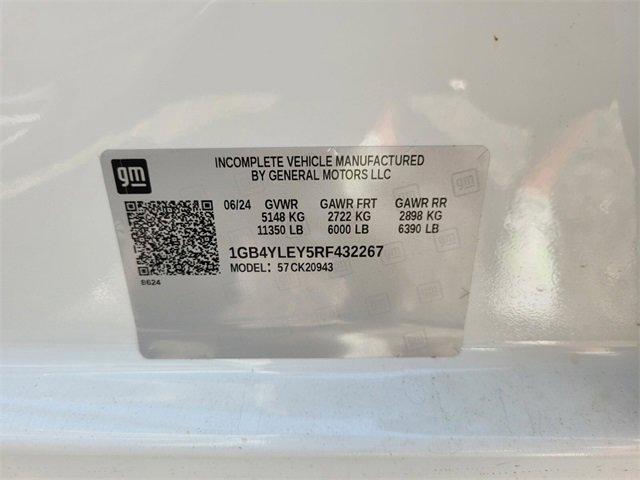 gm
INCOMPLETE VEHICLE MANUFACTURED
BY GENERAL MOTORS LLC
06/24 GVWR GAWR FRT GAWR RR
5148 KG 2722 KG 2898 KG
11350 LB 6000 LB 6390 LB
1GB4YLEY5RF432267
MODEL: 57CK20943
B624